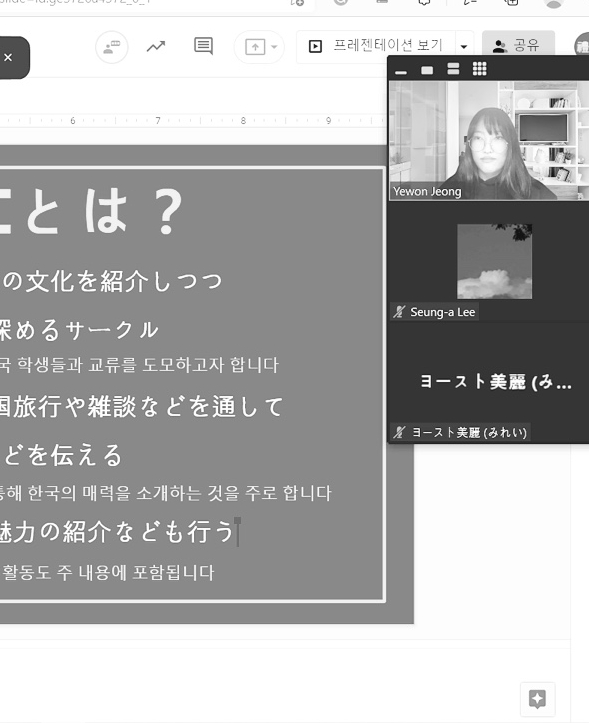 프레젠테이션 보기
공유
6 7 8 9
Yewon Jeong
Seung-a Lee
ヨースト美麗 (み...
ヨースト美麗 (みれい)
とは？
の文化を紹介しつつ
深めるサークル
국 학생들과 교류를 도모하고자 합니다
国旅行や雑談などを通して
どを伝える
통해 한국의 매력을 소개하는 것을 주로 합니다
魅力の紹介なども行う
활동도 주 내용에 포함됩니다